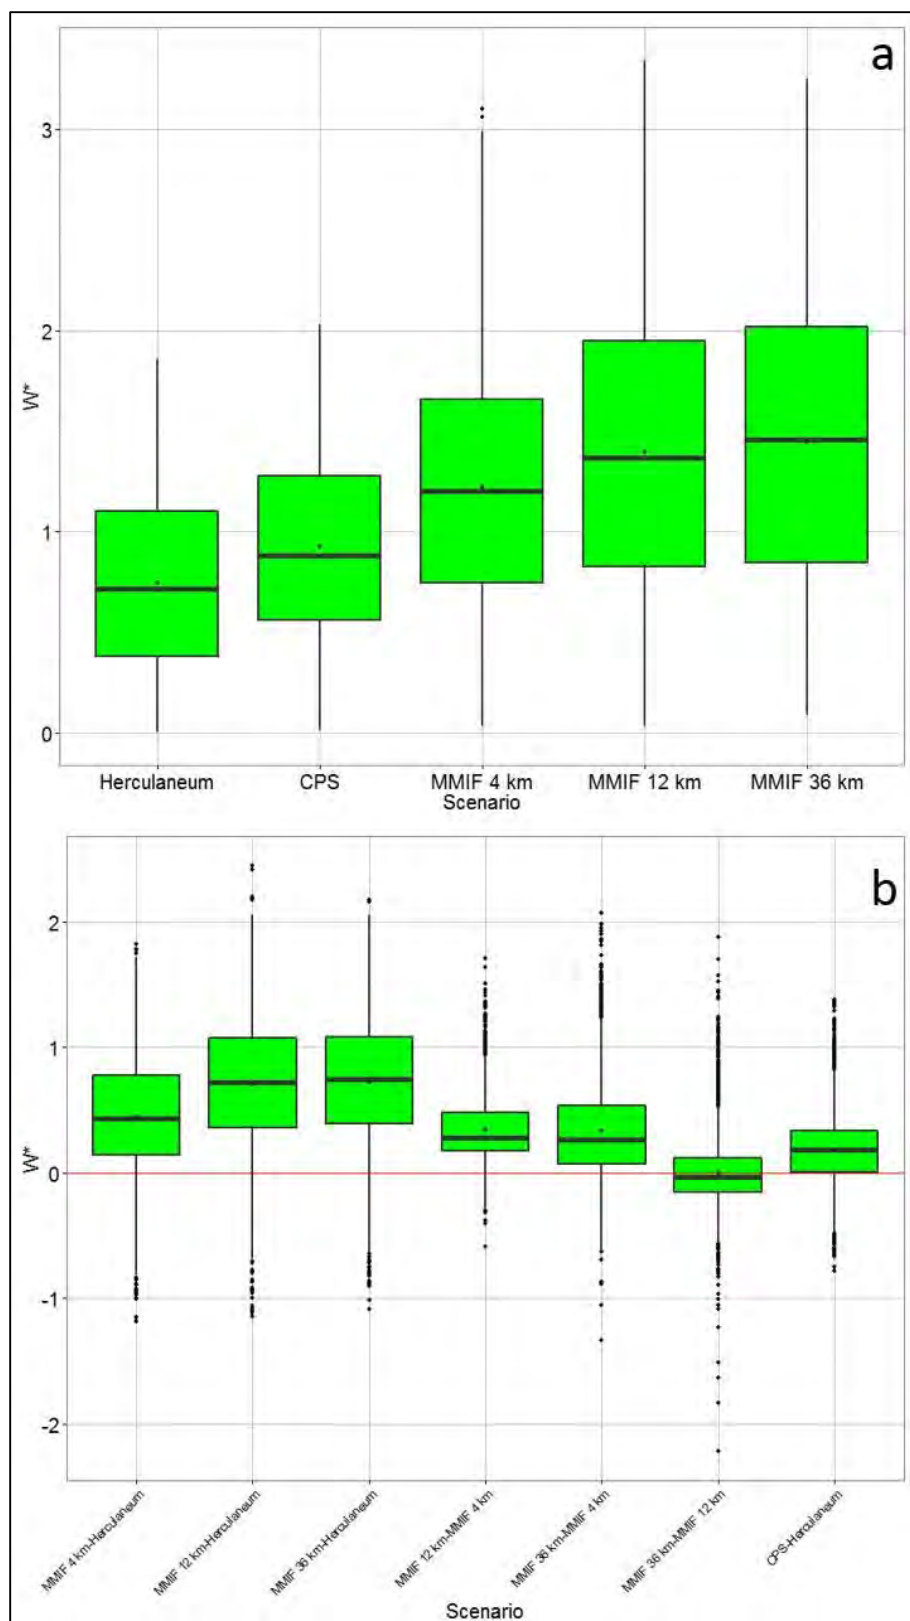 a
3
2
1
0
W*
Herculaneum
CPS
MMIF 4 km
MMIF 12 km
MMIF 36 km
Scenario
b
2
1
0
-1
-2
W*
MMIF 4 km-Herculaneum
MMIF 12 km-Herculaneum
MMIF 36 km-Herculaneum
MMIF 12 km-MMIF 4 km
MMIF 36 km-MMIF 4 km
MMIF 36 km-MMIF 12 km
CPS-Herculaneum
Scenario